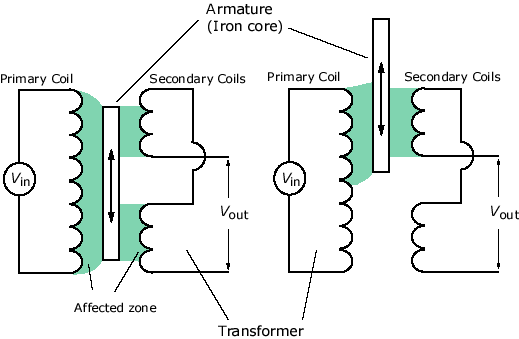 Armature
(Iron core)
Primary Coil
Secondary Coils
Primary Coil
Secondary Coils
Vin
Vout
Vin
Vout
Affected zone
Transformer